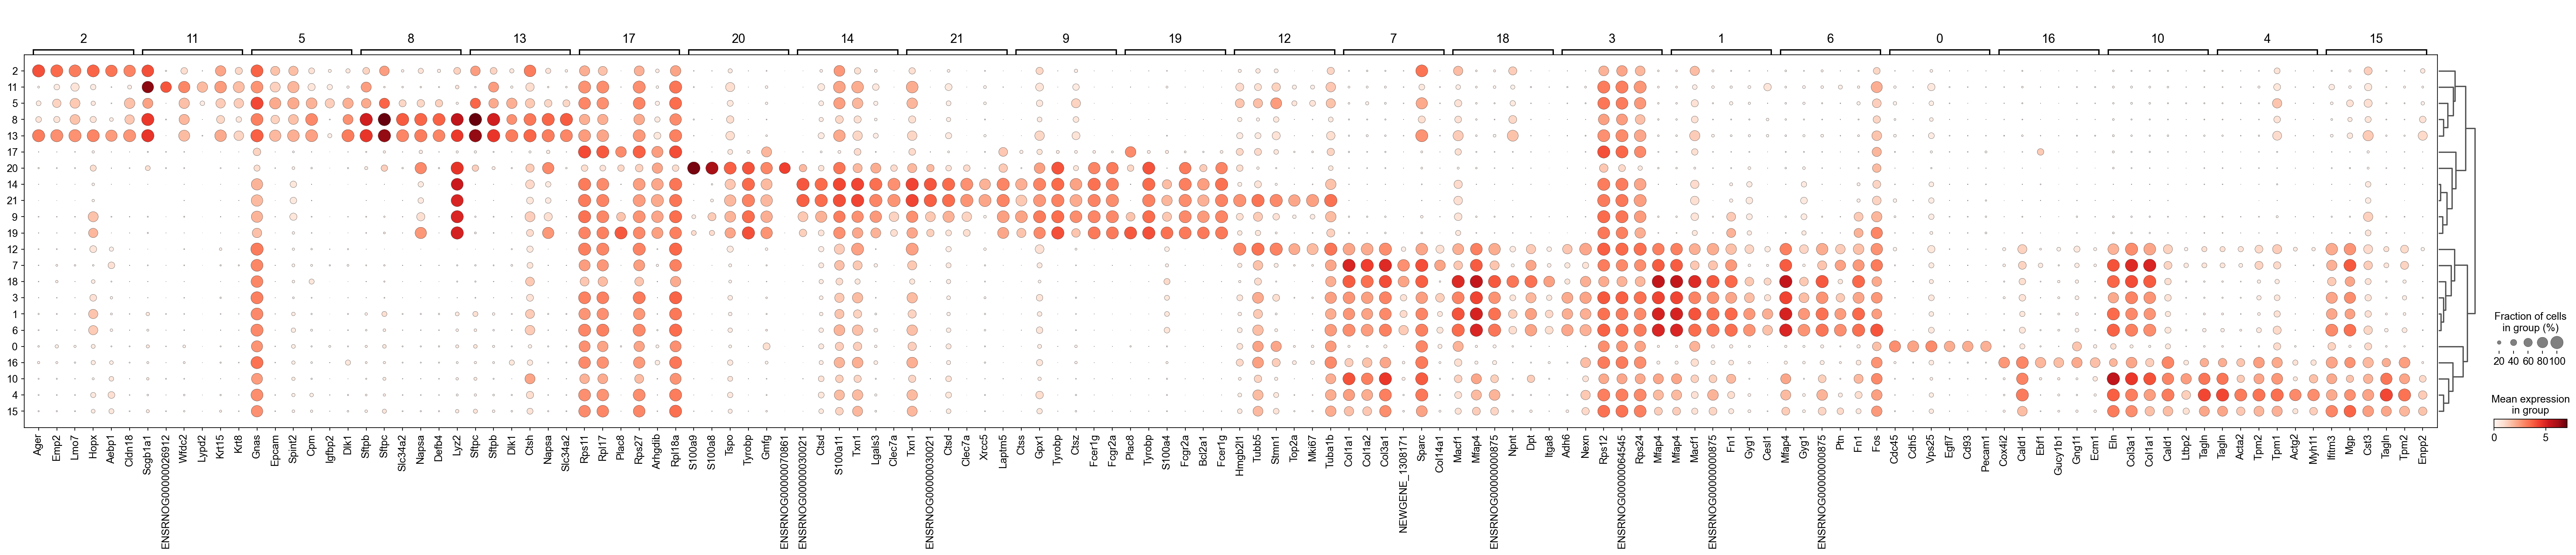 2 11 5 8 13 17 20 14 21 9 19 12 7 18 3 1 6 0 16 10 4 15
2
11
5
8
13
17
20
14
21
9
19
12
7
18
3
1
6
0
16
10
4
15
Ager
Emp2
Lmo7
Hopx
Aebp1
Cldn18
Scgb1a1
ENSRNOG00000026912
Wfdc2
Lypd2
Krt15
Krt8
Gnas
Epcam
Spint2
Cpm
Igfbp2
Dlk1
Sftpb
Sftpc
Slc34a2
Napsa
Defb4
Lyz2
Sftpc
Sftpb
Dlk1
Ctsh
Napsa
Slc34a2
Rps11
Rpl17
Plac8
Rps27
Arhgdib
Rpl18a
S100a9
S100a8
Tspo
Tyrobp
Gmfg
ENSRNOG00000070861
ENSRNOG00000030021
Ctsd
S100a11
Txn1
Lgals3
Clec7a
Txn1
ENSRNOG00000030021
Ctsd
Clec7a
Xrcc5
Laptm5
Ctss
Gpx1
Tyrobp
Ctsz
Fcer1g
Fcgr2a
Plac8
Tyrobp
S100a4
Fcgr2a
Bcl2a1
Fcer1g
Hmgb2l1
Tubb5
Stmn1
Top2a
Mki67
Tuba1b
Col1a1
Col1a2
Col3a1
NEWGENE_1308171
Sparc
Col14a1
Macf1
Mfap4
ENSRNOG00000000875
Npnt
Dpt
Itga8
Adh6
Nexn
Rps12
ENSRNOG00000064545
Rps24
Mfap4
Mfap4
Macf1
ENSRNOG00000000875
Fn1
Gyg1
Cesl1
Mfap4
Gyg1
ENSRNOG00000000875
Ptn
Fn1
Fos
Cdc45
Cdh5
Vps25
Egfl7
Cd93
Pecam1
Cox4i2
Cald1
Ebf1
Gucy1b1
Gng11
Ecm1
Eln
Col3a1
Col1a1
Cald1
Ltbp2
Tagln
Tagln
Acta2
Tpm2
Tpm1
Actg2
Myh11
Ifitm3
Mgp
Cst3
Tagln
Tpm2
Enpp2
Fraction of cells
in group (%)
20 40 60 80 100
Mean expression
in group
0 5